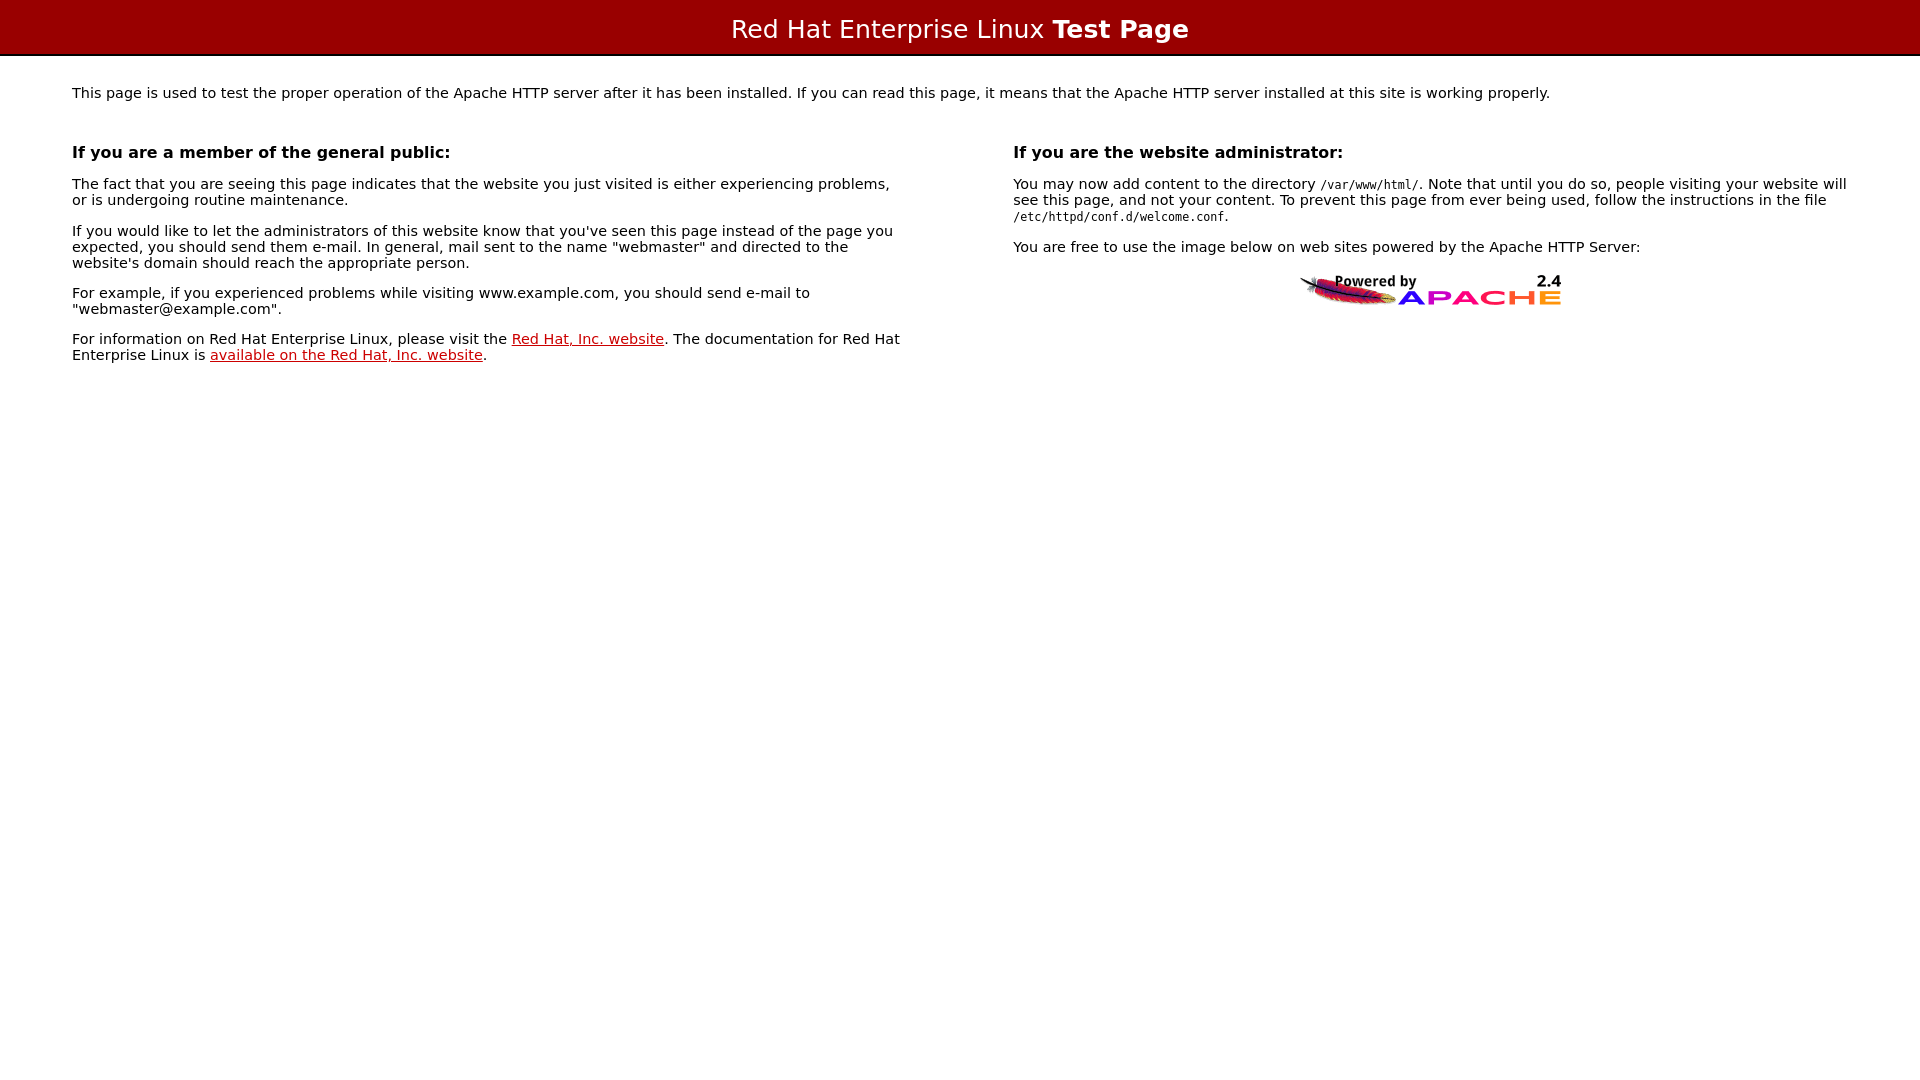 Red Hat Enterprise Linux Test Page
This page is used to test the proper operation of the Apache HTTP server after it has been installed. If you can read this page, it means that the Apache HTTP server installed at this site is working properly.
If you are a member of the general public:
The fact that you are seeing this page indicates that the website you just visited is either experiencing problems,
or is undergoing routine maintenance.
If you would like to let the administrators of this website know that you've seen this page instead of the page you
expected, you should send them e-mail. In general, mail sent to the name "webmaster" and directed to the
website's domain should reach the appropriate person.
For example, if you experienced problems while visiting www.example.com, you should send e-mail to
"webmaster@example.com".
For information on Red Hat Enterprise Linux, please visit the Red Hat, Inc. website. The documentation for Red Hat
Enterprise Linux is available on the Red Hat, Inc. website.
If you are the website administrator:
You may now add content to the directory /var/www/html/. Note that until you do so, people visiting your website will
see this page, and not your content. To prevent this page from ever being used, follow the instructions in the file
/etc/httpd/conf.d/welcome.conf.
You are free to use the image below on web sites powered by the Apache HTTP Server:
Powered by 2.4
APACHE